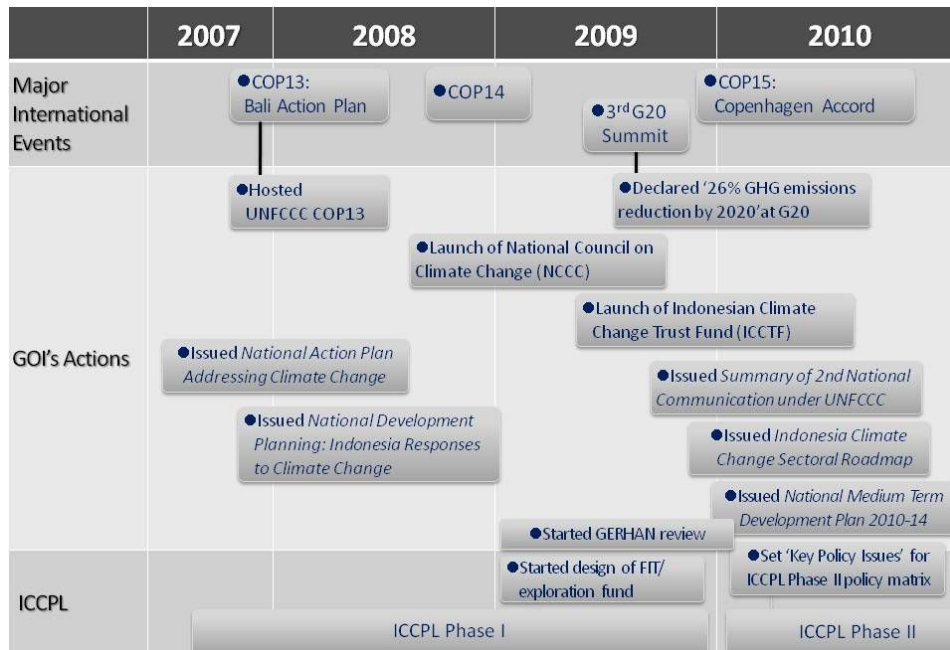 2007 2008 2009 2010
Major
International
Events
●COP13:
Bali Action Plan
●COP14
●3rd G20
Summit
●COP15:
Copenhagen Accord
GOI's Actions
●Hosted
UNFCCC COP13
●Declared '26% GHG emissions
reduction by 2020'at G20
●Launch of National Council on
Climate Change (NCCC)
●Launch of Indonesian Climate
Change Trust Fund (ICCTF)
●Issued National Action Plan
Addressing Climate Change
●Issued Summary of 2nd National
Communication under UNFCCC
●Issued National Development
Planning: Indonesia Responses
to Climate Change
●Issued Indonesia Climate
Change Sectoral Roadmap
●Issued National Medium Term
Development Plan 2010-14
●Started GERHAN review
ICCPL
●Started design of FIT/
exploration fund
●Set 'Key Policy Issues' for
ICCPL Phase II policy matrix
ICCPL Phase I
ICCPL Phase II